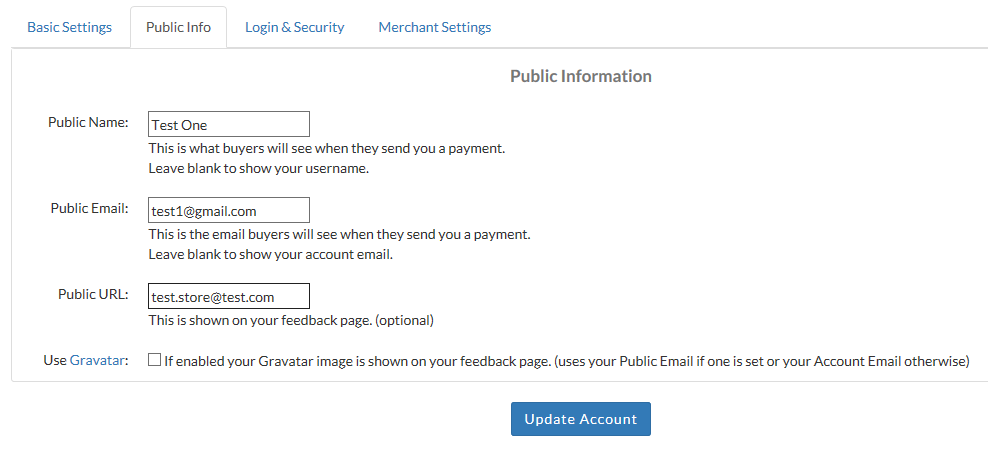 Basic Settings Public Info Login & Security Merchant Settings
Public Information
Public Name: Test One
This is what buyers will see when they send you a payment.
Leave blank to show your username.
Public Email: test1@gmail.com
This is the email buyers will see when they send you a payment.
Leave blank to show your account email.
Public URL: test.store@test.com
This is shown on your feedback page. (optional)
Use Gravatar: If enabled your Gravatar image is shown on your feedback page. (uses your Public Email if one is set or your Account Email otherwise)
Update Account